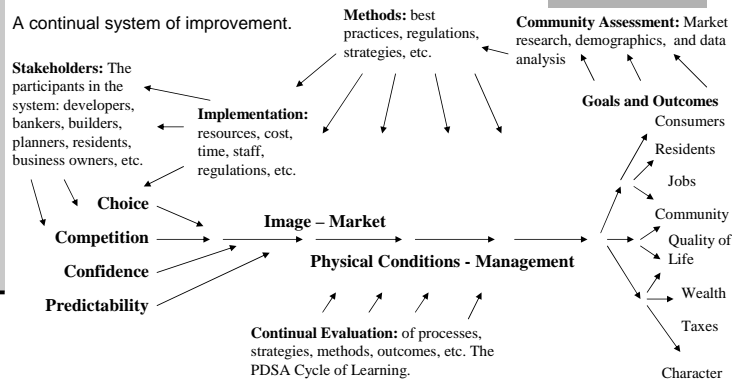 A continual system of improvement.
Methods: best
practices, regulations,
strategies, etc.
Community Assessment: Market
research, demographics, and data
analysis
Stakeholders: The
participants in the
system: developers,
bankers, builders,
planners, residents,
business owners, etc.
Implementation:
resources, cost,
time, staff,
regulations, etc.
Goals and Outcomes
Consumers
Residents
Jobs
Community
Quality of
Life
Wealth
Taxes
Character
Choice
Competition
Confidence
Predictability
Image – Market
Physical Conditions - Management
Continual Evaluation: of processes,
strategies, methods, outcomes, etc. The
PDSA Cycle of Learning.